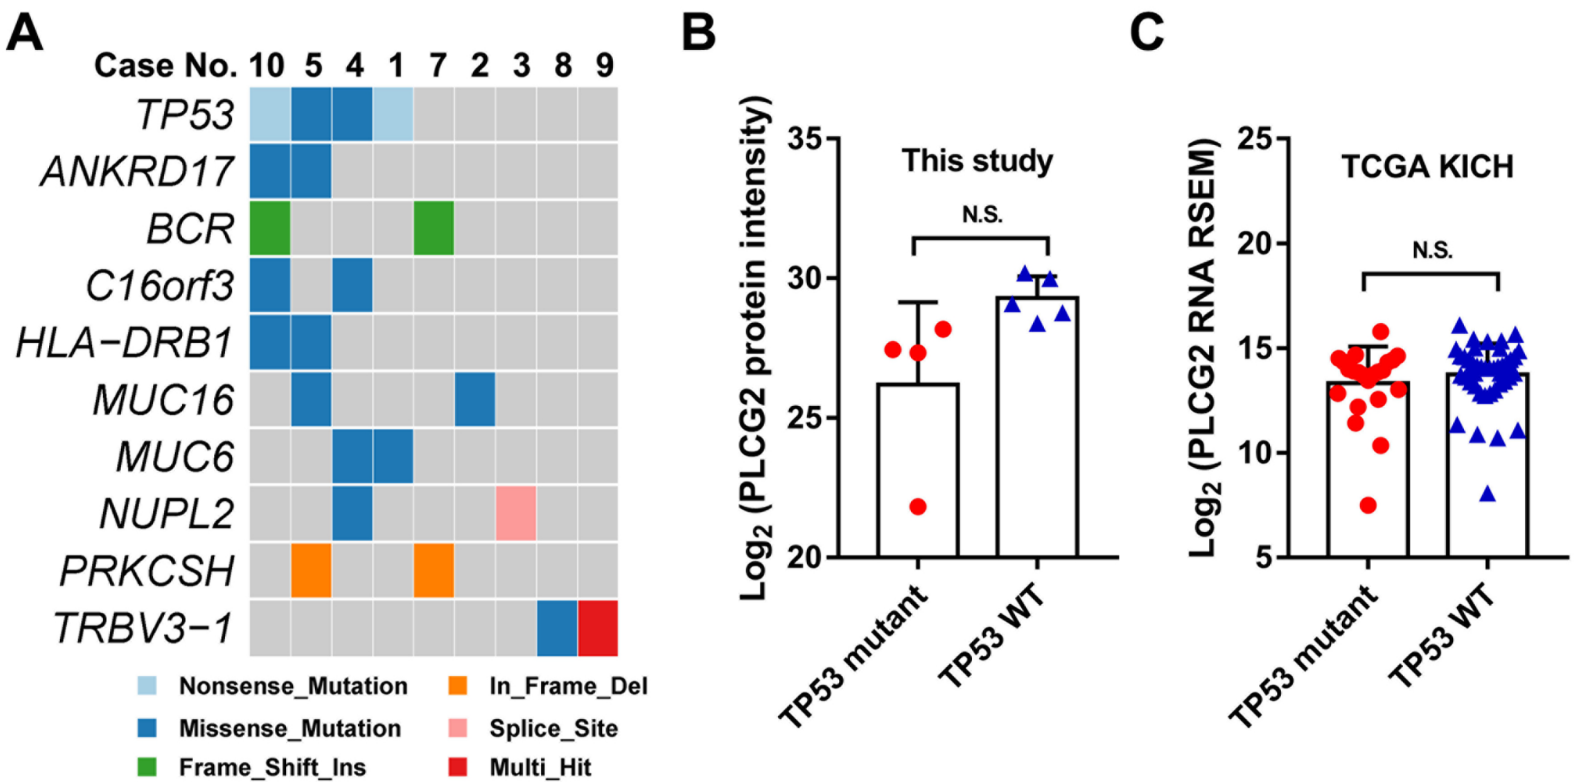 A
Case No. 10 5 4 1 7 2 3 8 9
TP53
ANKRD17
BCR
C16orf3
HLA−DRB1
MUC16
MUC6
NUPL2
PRKCSH
TRBV3−1
Nonsense_Mutation
Missense_Mutation
Frame_Shift_Ins
In_Frame_Del
Splice_Site
Multi_Hit
B
Log2 (PLCG2 protein intensity)
35
30
25
20
This study
N.S.
TP53 mutant
TP53 WT
C
Log2 (PLCG2 RNA RSEM)
25
20
15
10
5
TCGA KICH
N.S.
TP53 mutant
TP53 WT